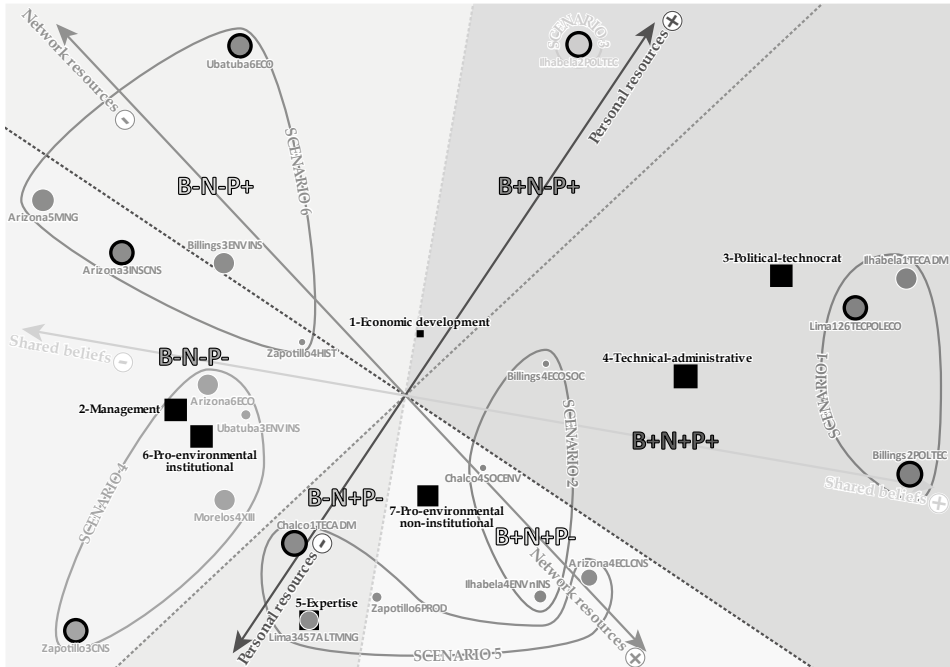 Network resources
−
Ubatuba6ECO
SCENARIO 3
Ilhabela2POLTEC
Personal resources
+
SCENARIO 6
B-N-P+
B+N-P+
Arizona5MNG
Arizona3INSCNS
Billings3ENVINS
3-Political-technocrat
Ilhabela1TECADM
Lima126TECPOLECO
SCENARIO 1
1-Economic development
Shared beliefs
−
Zapotillo4HIST
B-N-P-
4-Technical-administrative
Billings4ECOSOC
Arizona6ECO
2-Management
Ubatuba3ENVINS
6-Pro-environmental
institutional
SCENARIO 2
B+N+P+
Billings2POLTEC
Shared beliefs
+
SCENARIO 4
Morelos4XIII
Chalco4SOCENV
B-N+P-
7-Pro-environmental
non-institutional
Chalco1TECADM
−
Personal resources
B+N+P-
Network resources
+
Arizona4ECLCNS
Ilhabela4ENVnINS
Zapotillo6PROD
5-Expertise
Lima3457ALTMNG
Zapotillo3CNS
SCENARIO 5